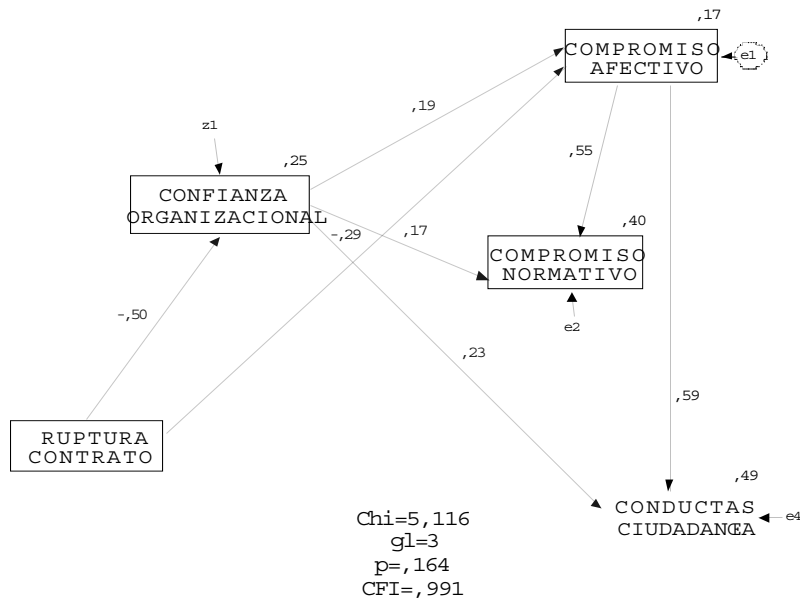 ,17
COMPROMISO
AFECTIVO
e1
,19
z1
,25
,55
CONFIANZA
ORGANIZACIONAL
,40
-,29
,17
COMPROMISO
NORMATIVO
-,50
e2
,23
,59
RUPTURA
CONTRATO
,49
CONDUCTAS
e4
Chi=5,116
gl=3
p=,164
CFI=,991